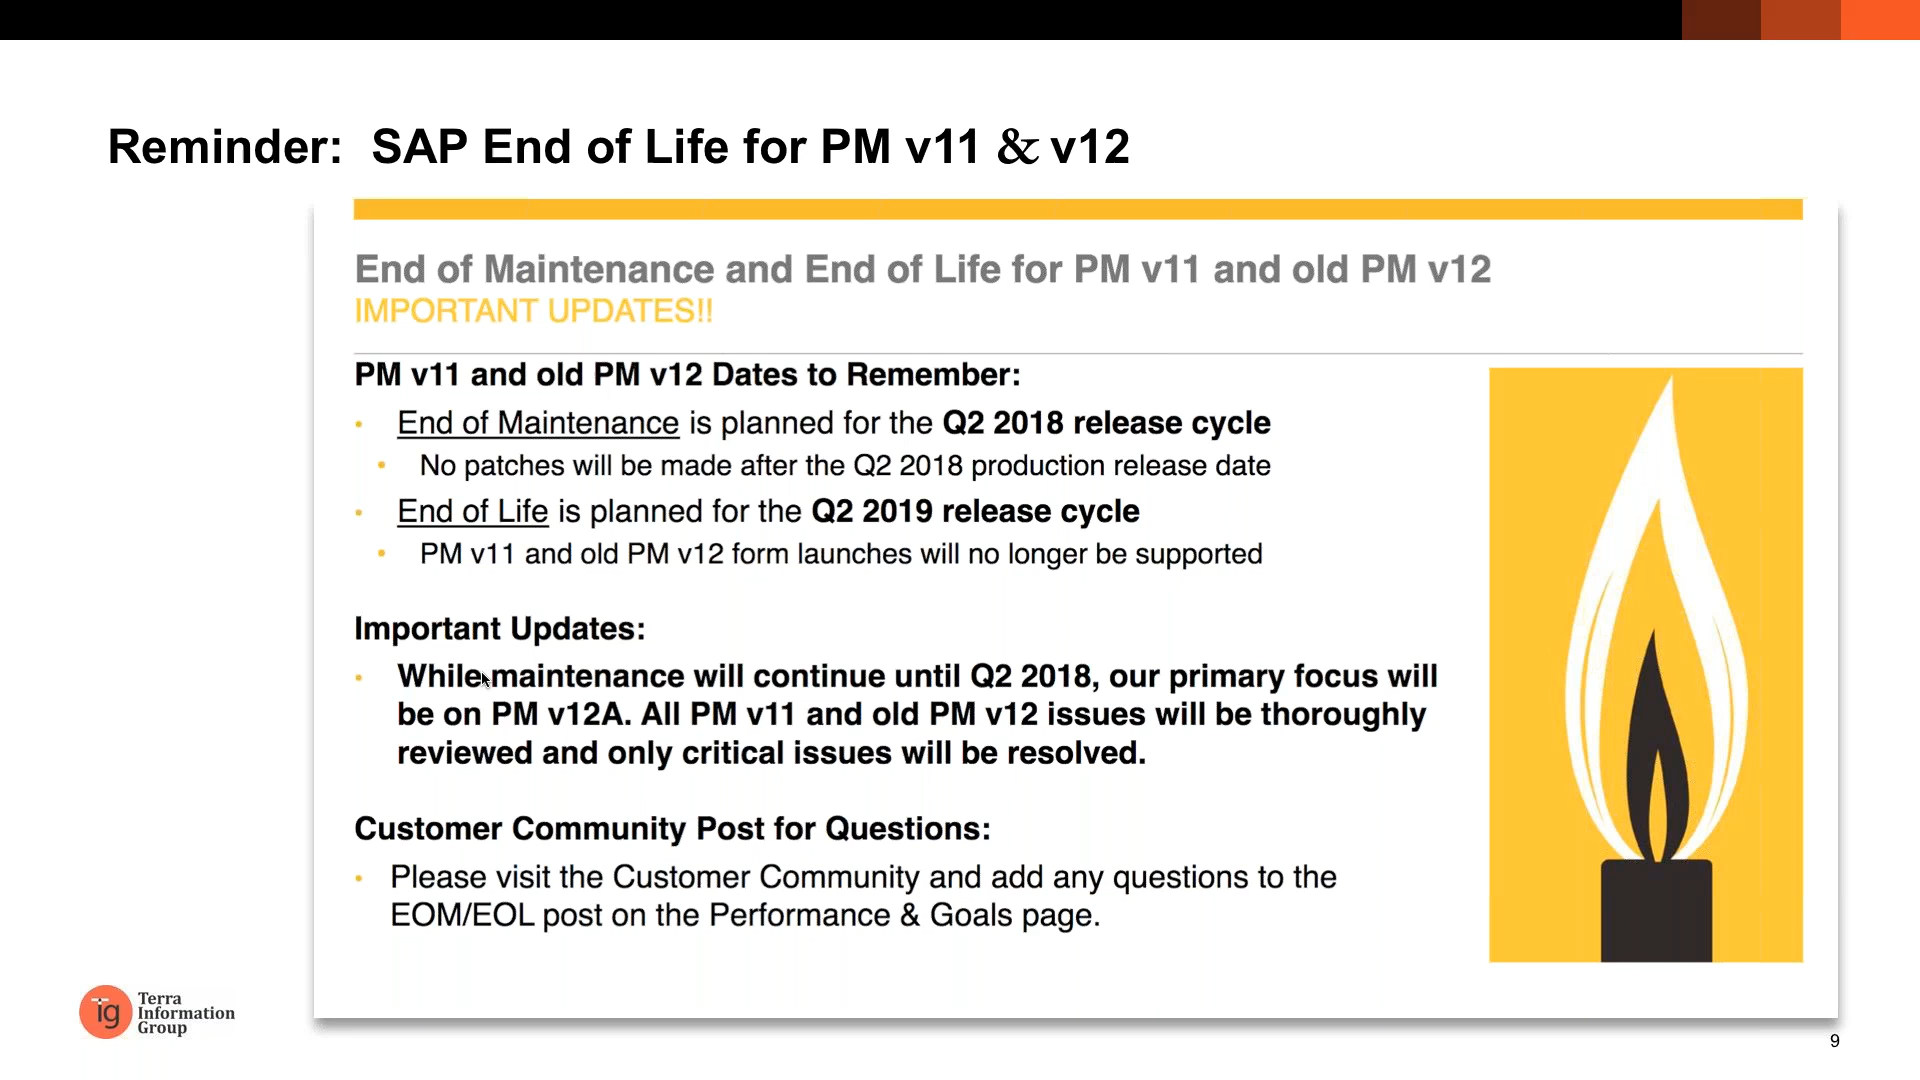 Reminder:  SAP End of Life for PM v11 & v12
End of Maintenance and End of Life for PM v11 and old PM v12
IMPORTANT UPDATES!!
PM v11 and old PM v12 Dates to Remember:
• End of Maintenance is planned for the Q2 2018 release cycle
• No patches will be made after the Q2 2018 production release date
• End of Life is planned for the Q2 2019 release cycle
• PM v11 and old PM v12 form launches will no longer be supported
Important Updates:
• While maintenance will continue until Q2 2018, our primary focus will
be on PM v12A. All PM v11 and old PM v12 issues will be thoroughly
reviewed and only critical issues will be resolved.
Customer Community Post for Questions:
• Please visit the Customer Community and add any questions to the
EOM/EOL post on the Performance & Goals page.
tig
Terra
Information
Group
9